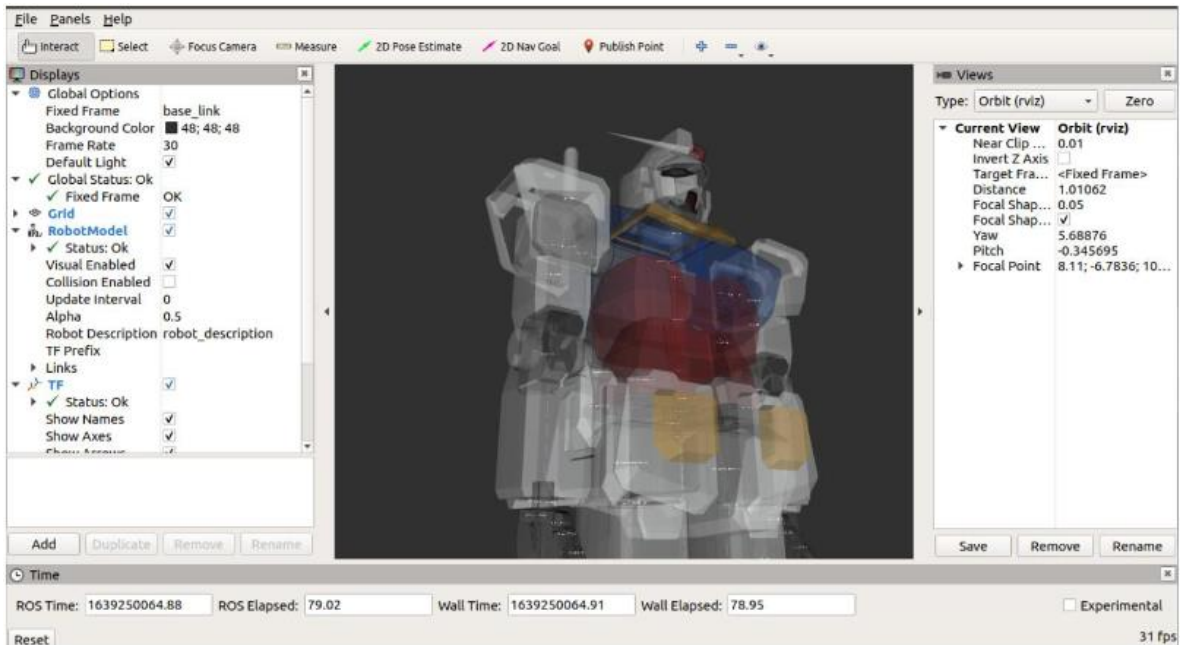 File Panels Help
Interact Select Focus Camera Measure 2D Pose Estimate 2D Nav Goal Publish Point
Displays
Global Options
Fixed Frame base_link
Background Color 48; 48; 48
Frame Rate 30
Default Light
Global Status: Ok
Fixed Frame OK
Grid
RobotModel
Status: Ok
Visual Enabled
Collision Enabled
Update Interval 0
Alpha 0.5
Robot Description robot_description
TF Prefix
Links
TF
Status: Ok
Show Names
Show Axes
Show Arrows
Add Duplicate Remove Rename
Views
Type: Orbit (rviz) Zero
Current View Orbit (rviz)
Near Clip ... 0.01
Invert Z Axis
Target Fra... <Fixed Frame>
Distance 1.01062
Focal Shap... 0.05
Focal Shap...
Yaw 5.68876
Pitch -0.345695
Focal Point 8.11; -6.7836; 10...
Save Remove Rename
Time
ROS Time: 1639250064.88 ROS Elapsed: 79.02 Wall Time: 1639250064.91 Wall Elapsed: 78.95 Experimental
Reset 31 fps